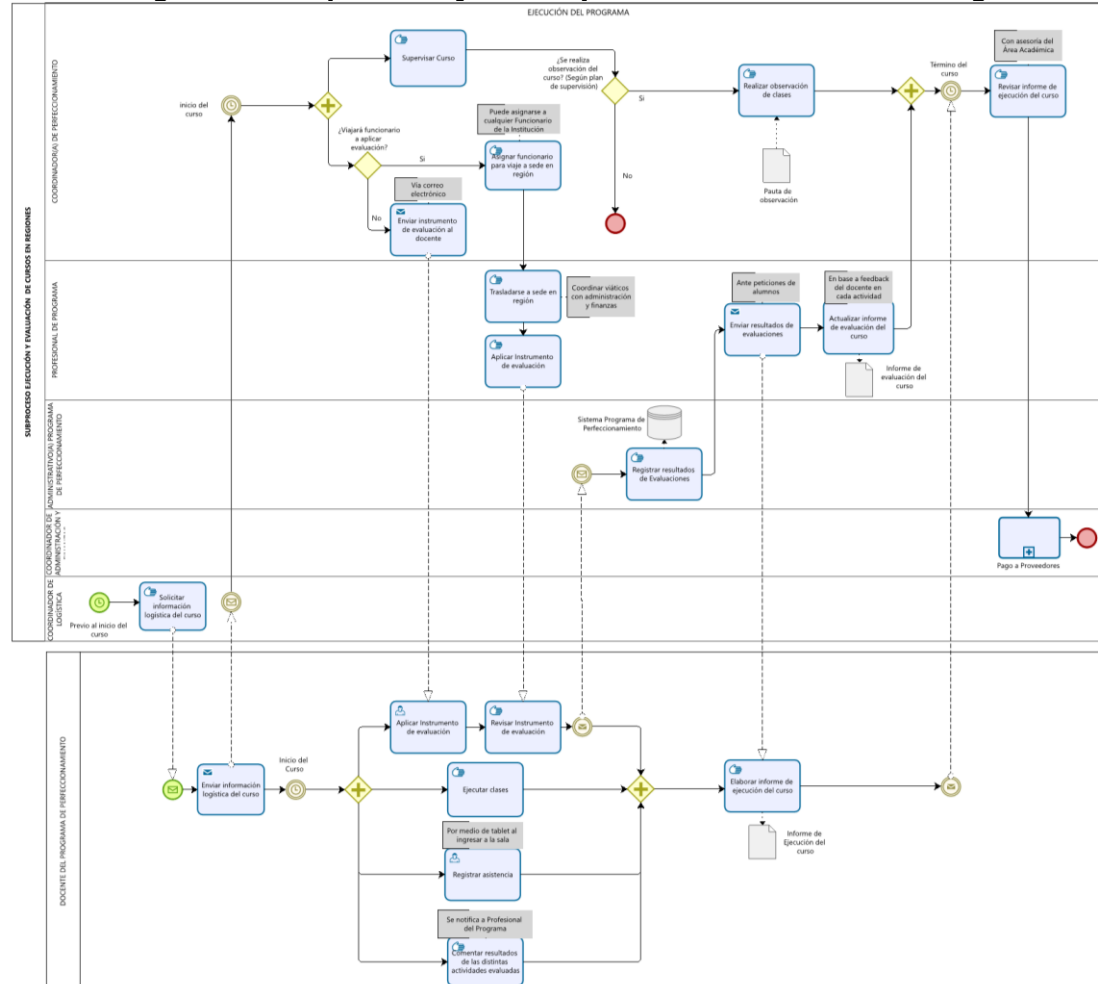 EJECUCIÓN DEL PROGRAMA
SUBPROCESO EJECUCIÓN Y EVALUACIÓN DE CURSOS EN REGIONES
COORDINADOR(A) DE PERFECCIONAMIENTO
inicio del
curso
Supervisar Curso
¿Viajará funcionario
a aplicar
evaluación?
Si
No
Vía correo
electrónico
Enviar instrumento
de evaluación al
docente
Puede asignarse a
cualquier Funcionario
de la Institución
Asignar funcionario
para viaje a sede en
región
¿Se realiza
observación del
curso? (Según plan
de supervisión)
Si
No
Realizar observación
de clases
Pauta de
observación
Término del
curso
Con asesoría del
Área Académica
Revisar informe de
ejecución del curso
PROFESIONAL DE PROGRAMA
Trasladarse a sede en
región
Coordinar viáticos
con administración
y finanzas
Aplicar Instrumento
de evaluación
Ante peticiones de
alumnos
Enviar resultados de
evaluaciones
En base a feedback
del docente en
cada actividad
Actualizar informe
de evaluación del
curso
Informe de
evaluación del
curso
ADMINISTRATIVO(A) PROGRAMA
DE PERFECCIONAMIENTO
Sistema Programa de
Perfeccionamiento
Registrar resultados
de Evaluaciones
COORDINADOR DE
ADMINISTRACIÓN Y
Pago a Proveedores
COORDINADOR DE
LOGÍSTICA
Previo al inicio del
curso
Solicitar
información
logística del curso
DOCENTE DEL PROGRAMA DE PERFECCIONAMIENTO
Enviar información
logística del curso
Inicio del
Curso
Aplicar Instrumento
de evaluación
Revisar Instrumento
de evaluación
Ejecutar clases
Por medio de tablet al
ingresar a la sala
Registrar asistencia
Se notifica a Profesional
del Programa
Comentar resultados
de las distintas
actividades evaluadas
Elaborar informe de
ejecución del curso
Informe de
Ejecución del
curso